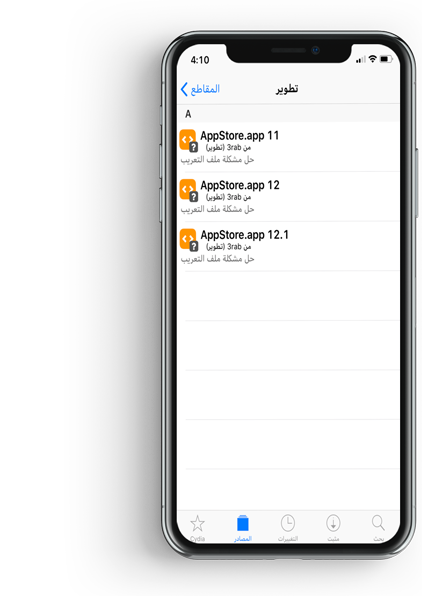 4:10
المقاطع
تطوير
A
AppStore.app 11
من 3rab (تطوير)
حل مشكلة ملف التعريب
AppStore.app 12
من 3rab (تطوير)
حل مشكلة ملف التعريب
AppStore.app 12.1
من 3rab (تطوير)
حل مشكلة ملف التعريب
Cydia
المصادر
التغييرات
مثبت
بحث